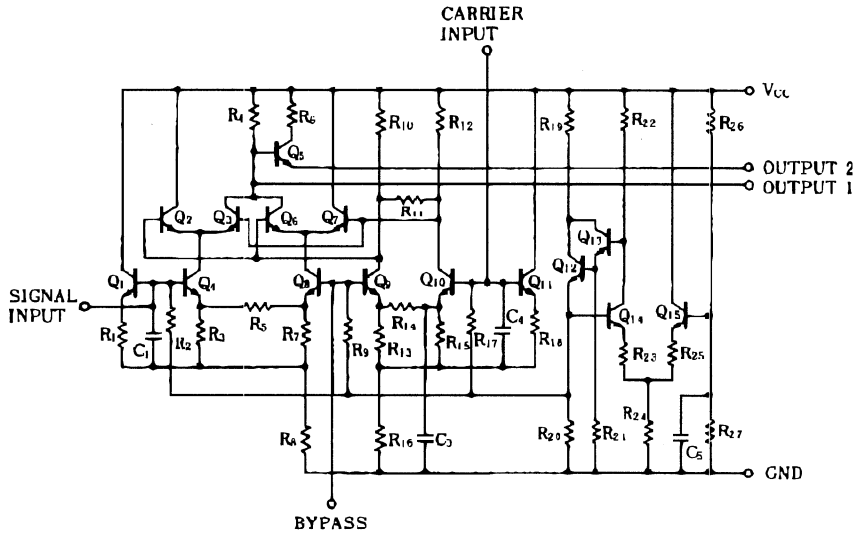 CARRIER
INPUT
VCC
R4
R6
R10
R12
R19
R22
R26
Q5
OUTPUT 2
OUTPUT 1
R11
Q2
Q3
Q6
Q7
Q13
Q12
Q1
Q4
Q8
Q9
Q10
Q11
SIGNAL
INPUT
R5
R14
Q14
Q15
R1
C1
R2
R3
R7
R9
R13
R15
R17
C4
R18
R23
R25
R8
R16
C3
R20
R21
R24
C5
R27
GND
BYPASS